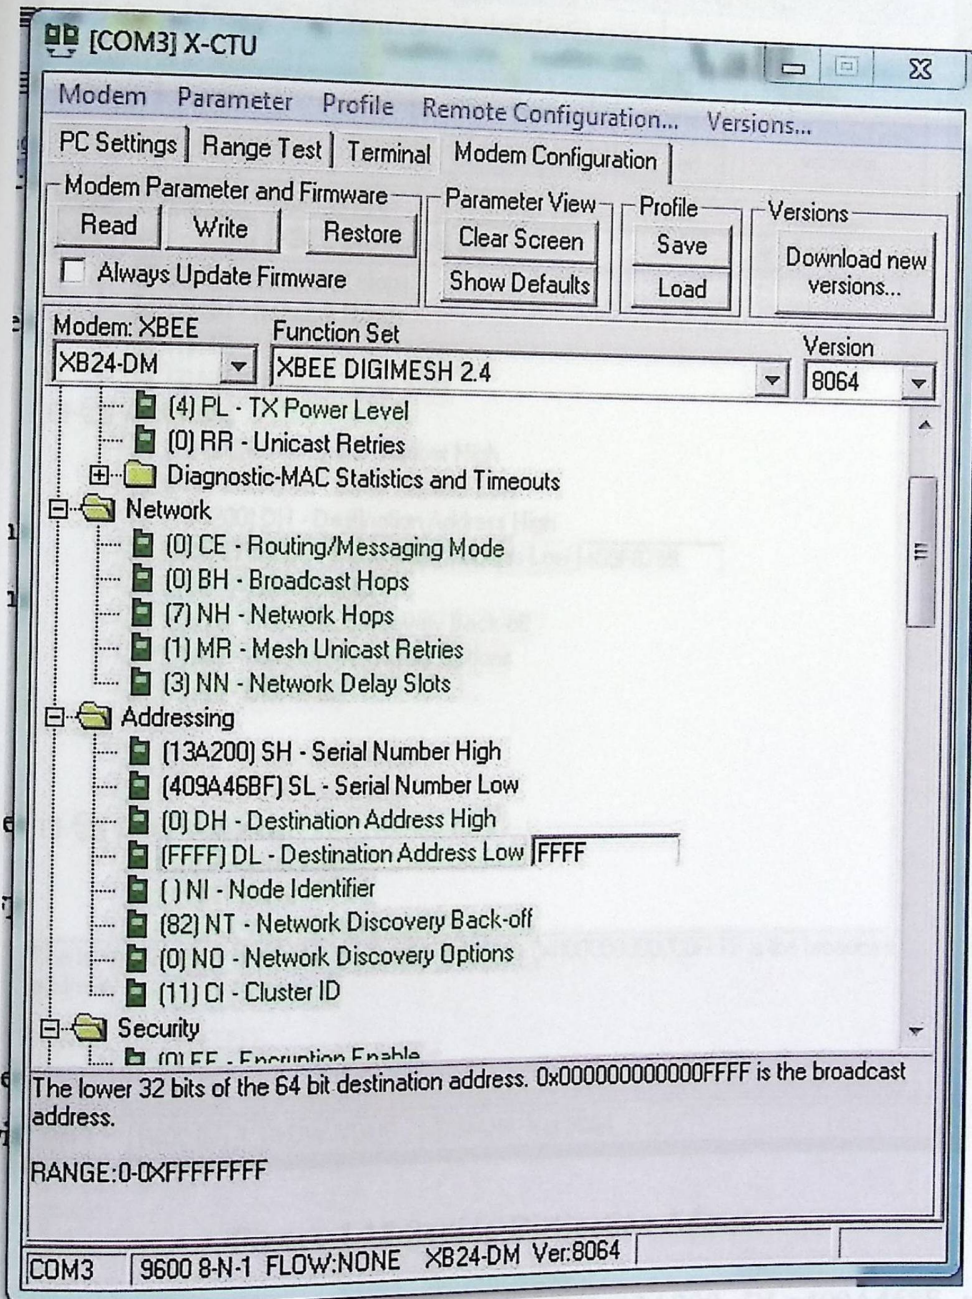 [COM3] X-CTU
Modem Parameter Profile Remote Configuration... Versions...
PC Settings Range Test Terminal Modem Configuration
Modem Parameter and Firmware Parameter View Profile Versions
Read Write Restore Clear Screen Save Download new versions...
Always Update Firmware Show Defaults Load
Modem: XBEE Function Set Version
XB24-DM XBEE DIGIMESH 2.4 8064
(4) PL - TX Power Level
(0) RR - Unicast Retries
Diagnostic-MAC Statistics and Timeouts
Network
(0) CE - Routing/Messaging Mode
(0) BH - Broadcast Hops
(7) NH - Network Hops
(1) MR - Mesh Unicast Retries
(3) NN - Network Delay Slots
Addressing
(13A200) SH - Serial Number High
(409A46BF) SL - Serial Number Low
(0) DH - Destination Address High
(FFFF) DL - Destination Address Low FFFF
( ) NI - Node Identifier
(82) NT - Network Discovery Back-off
(0) NO - Network Discovery Options
(11) CI - Cluster ID
Security
(0) EE - Encryption Enable
The lower 32 bits of the 64 bit destination address. 0x000000000000FFFF is the broadcast
address.
RANGE:0-0XFFFFFFFF
COM3 9600 8-N-1 FLOW:NONE XB24-DM Ver:8064